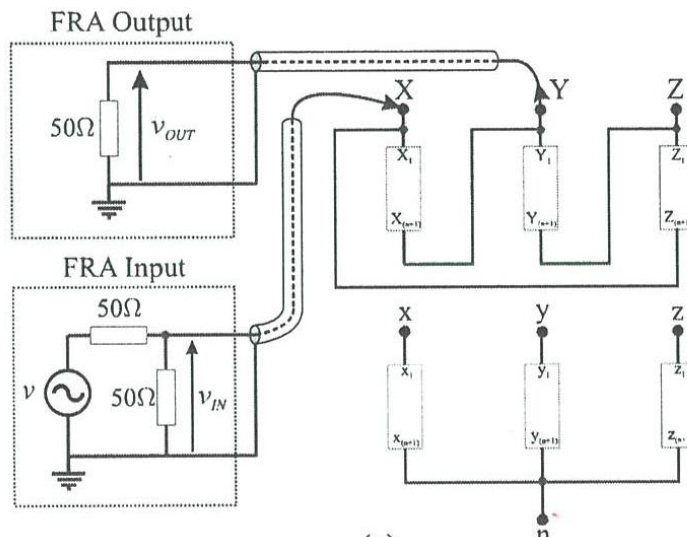 FRA Output
X Y Z
50Ω
v_OUT
X₁ Y₁ Z₁
X₍ₙ₊₁₎ Y₍ₙ₊₁₎ Z₍ₙ₊₁₎
FRA Input
50Ω
x y z
v
50Ω
v_IN
x₁ y₁ z₁
x₍ₙ₊₁₎ y₍ₙ₊₁₎
n